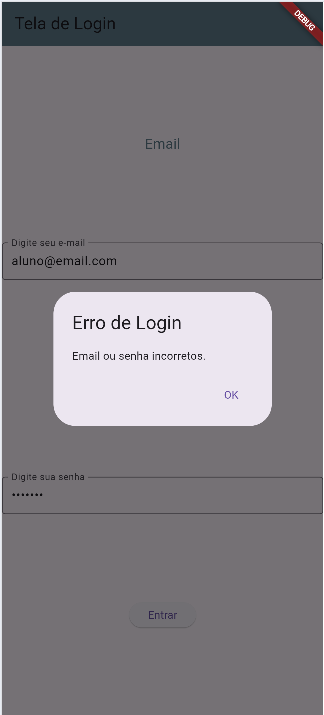 Tela de Login
DEBUG
Email
Digite seu e-mail
aluno@email.com
Erro de Login
Email ou senha incorretos.
OK
Digite sua senha
•••••••
Entrar